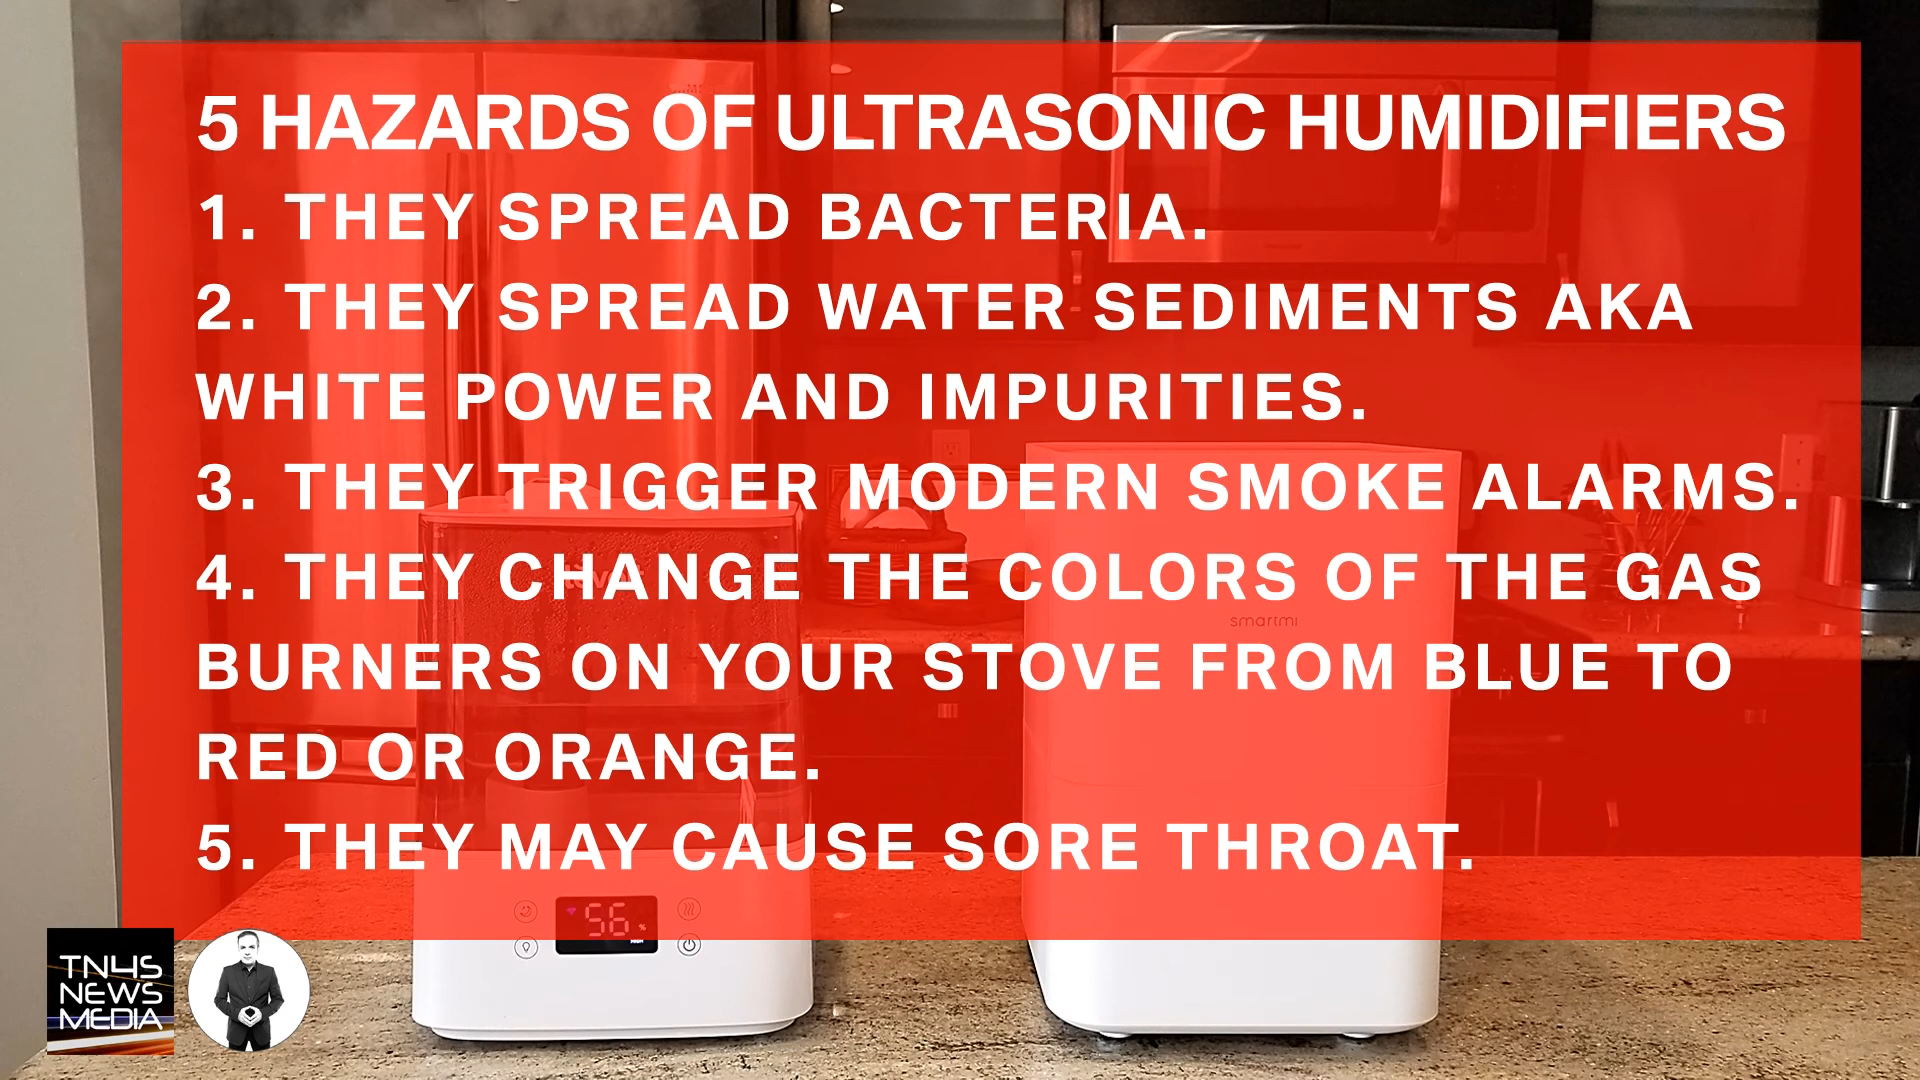 5 HAZARDS OF ULTRASONIC HUMIDIFIERS
1. THEY SPREAD BACTERIA.
2. THEY SPREAD WATER SEDIMENTS AKA
WHITE POWER AND IMPURITIES.
3. THEY TRIGGER MODERN SMOKE ALARMS.
4. THEY CHANGE THE COLORS OF THE GAS
BURNERS ON YOUR STOVE FROM BLUE TO
RED OR ORANGE.
5. THEY MAY CAUSE SORE THROAT.
smartmi
56 %
HIGH
TN4S
NEWS
MEDIA